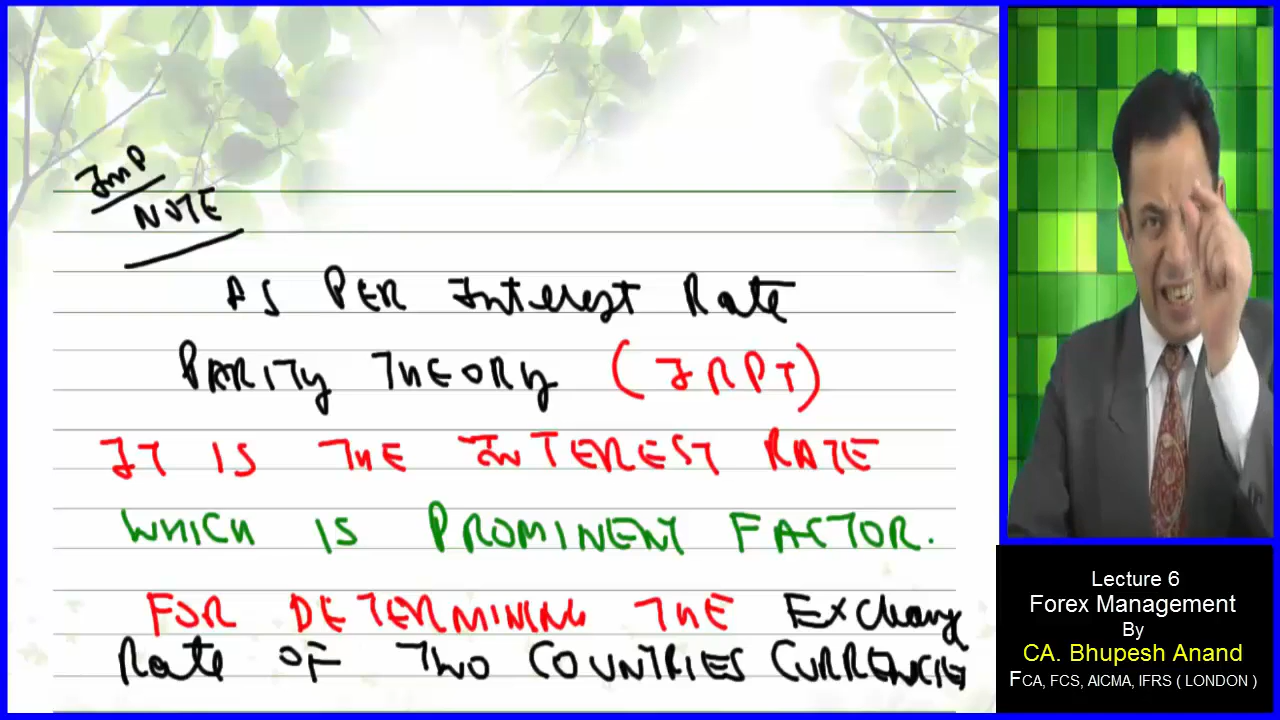 Imp
NOTE
AS PER Interest Rate
PARITy THEORy (IRPT)
IT IS THE INTEREST RATE
WHICH IS PROMINENT FACTOR.
FOR DETERMINING THE Exchang
Rate OF TWO COUNTRIES CURRENCIE
Lecture 6
Forex Management
By
CA. Bhupesh Anand
FCA, FCS, AICMA, IFRS ( LONDON )